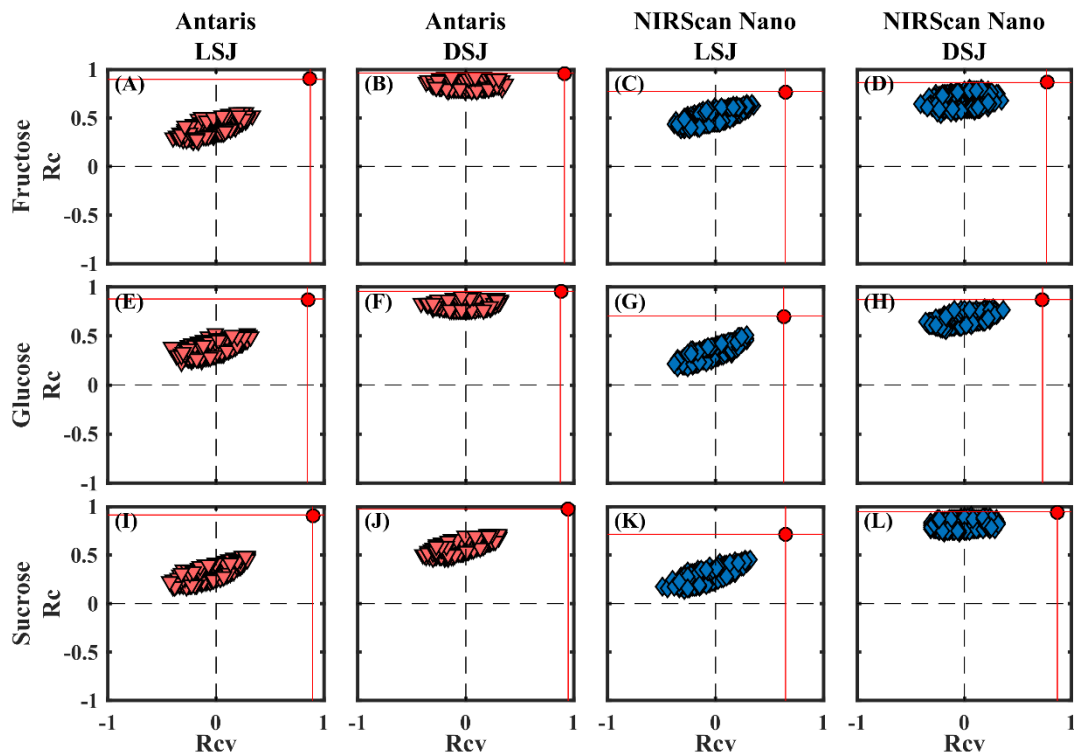 Antaris LSJ
Antaris DSJ
NIRScan Nano LSJ
NIRScan Nano DSJ
Fructose
Rc
1
0.5
0
-0.5
-1
(A)
(B)
(C)
(D)
Glucose
Rc
1
0.5
0
-0.5
-1
(E)
(F)
(G)
(H)
Sucrose
Rc
1
0.5
0
-0.5
-1
(I)
(J)
(K)
(L)
-1 0 1
-1 0 1
-1 0 1
-1 0 1
Rcv
Rcv
Rcv
Rcv